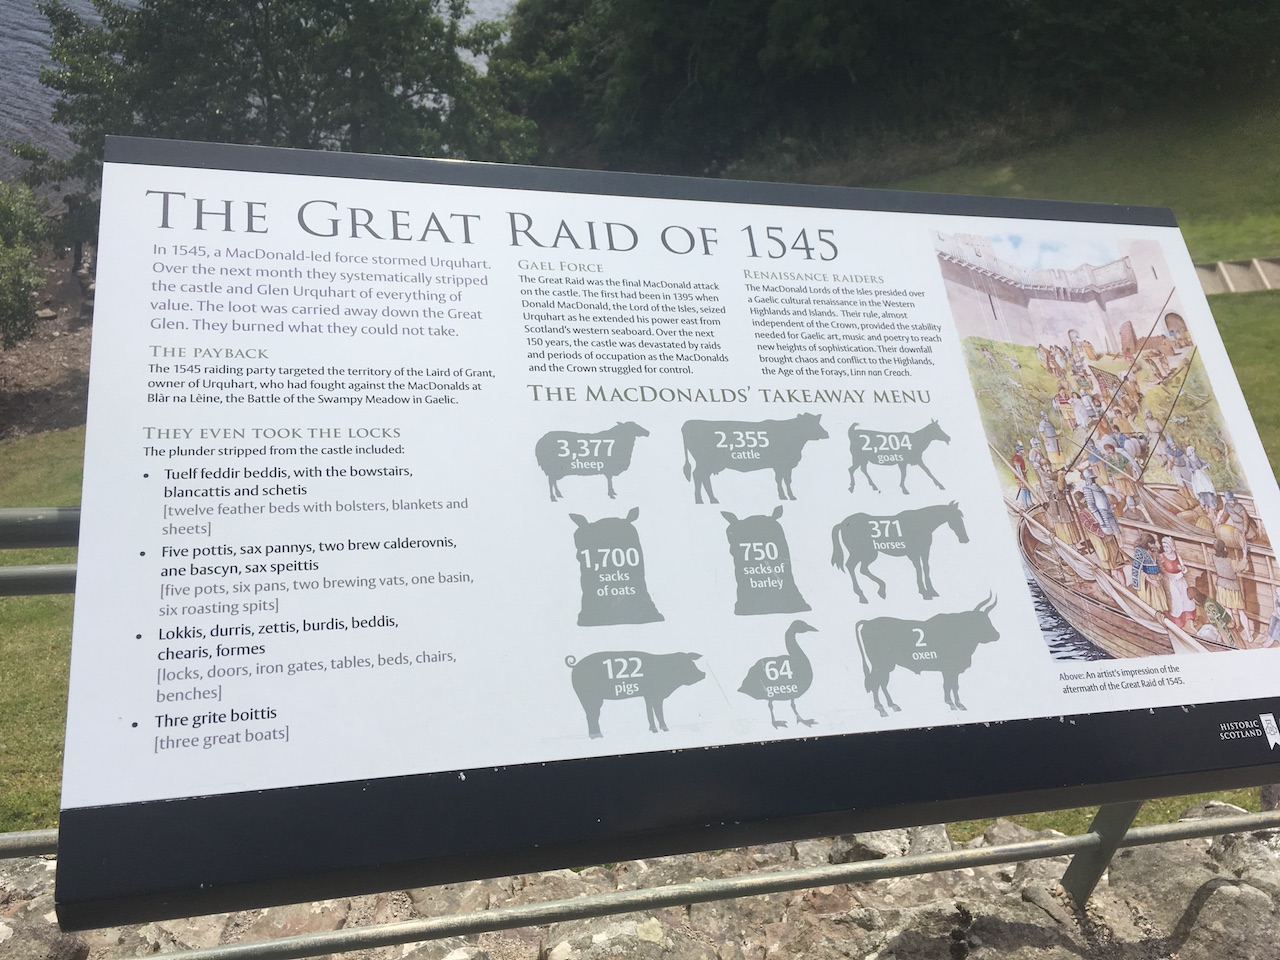 THE GREAT RAID OF 1545
In 1545, a MacDonald-led force stormed Urquhart.
Over the next month they systematically stripped
the castle and Glen Urquhart of everything of
value. The loot was carried away down the Great
Glen. They burned what they could not take.
THE PAYBACK
The 1545 raiding party targeted the territory of the Laird of Grant,
owner of Urquhart, who had fought against the MacDonalds at
Blàr na Lèine, the Battle of the Swampy Meadow in Gaelic.
THEY EVEN TOOK THE LOCKS
The plunder stripped from the castle included:
• Tuelf feddir beddis, with the bowstairs,
blancattis and schetis
[twelve feather beds with bolsters, blankets and
sheets]
• Five pottis, sax pannys, two brew calderovnis,
ane bascyn, sax speittis
[five pots, six pans, two brewing vats, one basin,
six roasting spits]
• Lokkis, durris, zettis, burdis, beddis,
chearis, formes
[locks, doors, iron gates, tables, beds, chairs,
benches]
• Thre grite boittis
[three great boats]
GAEL FORCE
The Great Raid was the final MacDonald attack
on the castle. The first had been in 1395 when
Donald MacDonald, the Lord of the Isles, seized
Urquhart as he extended his power east from
Scotland's western seaboard. Over the next
150 years, the castle was devastated by raids
and periods of occupation as the MacDonalds
and the Crown struggled for control.
RENAISSANCE RAIDERS
The MacDonald Lords of the Isles presided over
a Gaelic cultural renaissance in the Western
Highlands and Islands. Their rule, almost
independent of the Crown, provided the stability
needed for Gaelic art, music and poetry to reach
new heights of sophistication. Their downfall
brought chaos and conflict to the Highlands,
the Age of the Forays, Linn nan Creach.
THE MACDONALDS' TAKEAWAY MENU
3,377
sheep
2,355
cattle
2,204
goats
1,700
sacks
of oats
750
sacks of
barley
371
horses
122
pigs
64
geese
2
oxen
Above: An artist's impression of the
aftermath of the Great Raid of 1545.
HISTORIC
SCOTLAND